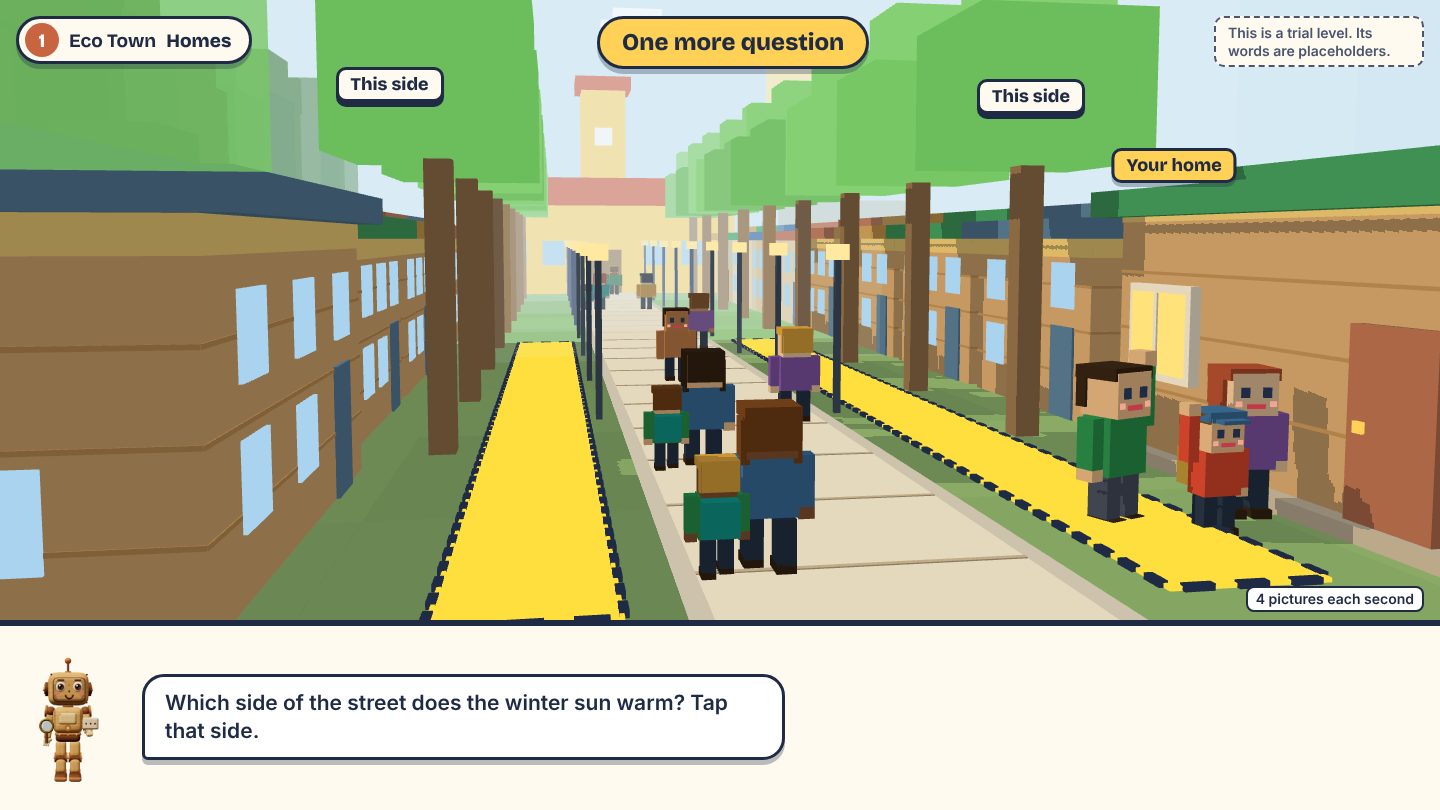 1 Eco Town Homes
One more question
This is a trial level. Its
words are placeholders.
This side
This side
Your home
4 pictures each second
Which side of the street does the winter sun warm? Tap
that side.